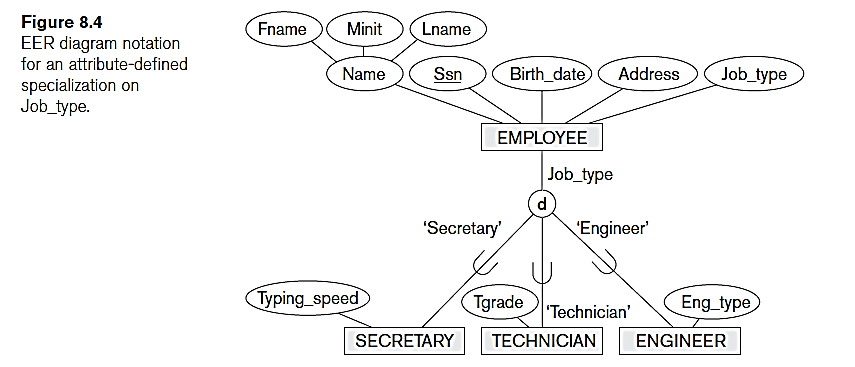 Figure 8.4
EER diagram notation
for an attribute-defined
specialization on
Job_type.
Fname Minit Lname
Name Ssn Birth_date Address Job_type
EMPLOYEE
Job_type
d
‘Secretary’ ‘Engineer’
Typing_speed Tgrade ‘Technician’ Eng_type
SECRETARY TECHNICIAN ENGINEER